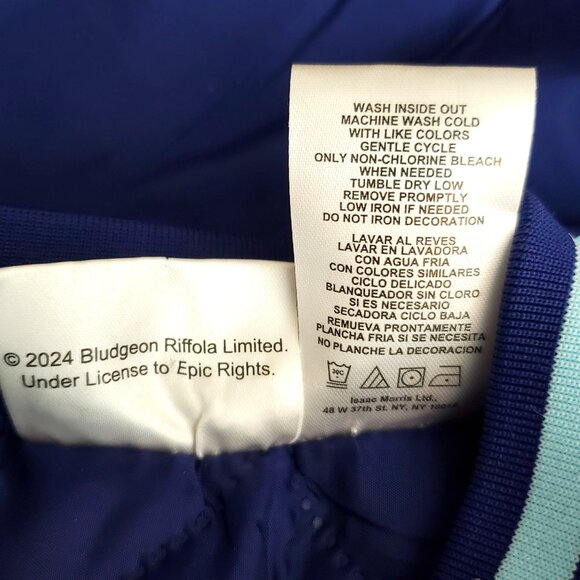 WASH INSIDE OUT
MACHINE WASH COLD
WITH LIKE COLORS
GENTLE CYCLE
ONLY NON-CHLORINE BLEACH
WHEN NEEDED
TUMBLE DRY LOW
REMOVE PROMPTLY
LOW IRON IF NEEDED
DO NOT IRON DECORATION
LAVAR AL REVES
LAVAR EN LAVADORA
CON AGUA FRIA
CON COLORES SIMILARES
CICLO DELICADO
BLANQUEADOR SIN CLORO
SI ES NECESARIO
SECADORA CICLO BAJA
REMUEVA PRONTAMENTE
PLANCHA FRIA SI SE NECESITA
NO PLANCHE LA DECORACION
Isaac Morris Ltd.,
48 W 37th St. NY, NY
© 2024 Bludgeon Riffola Limited.
Under License to Epic Rights.